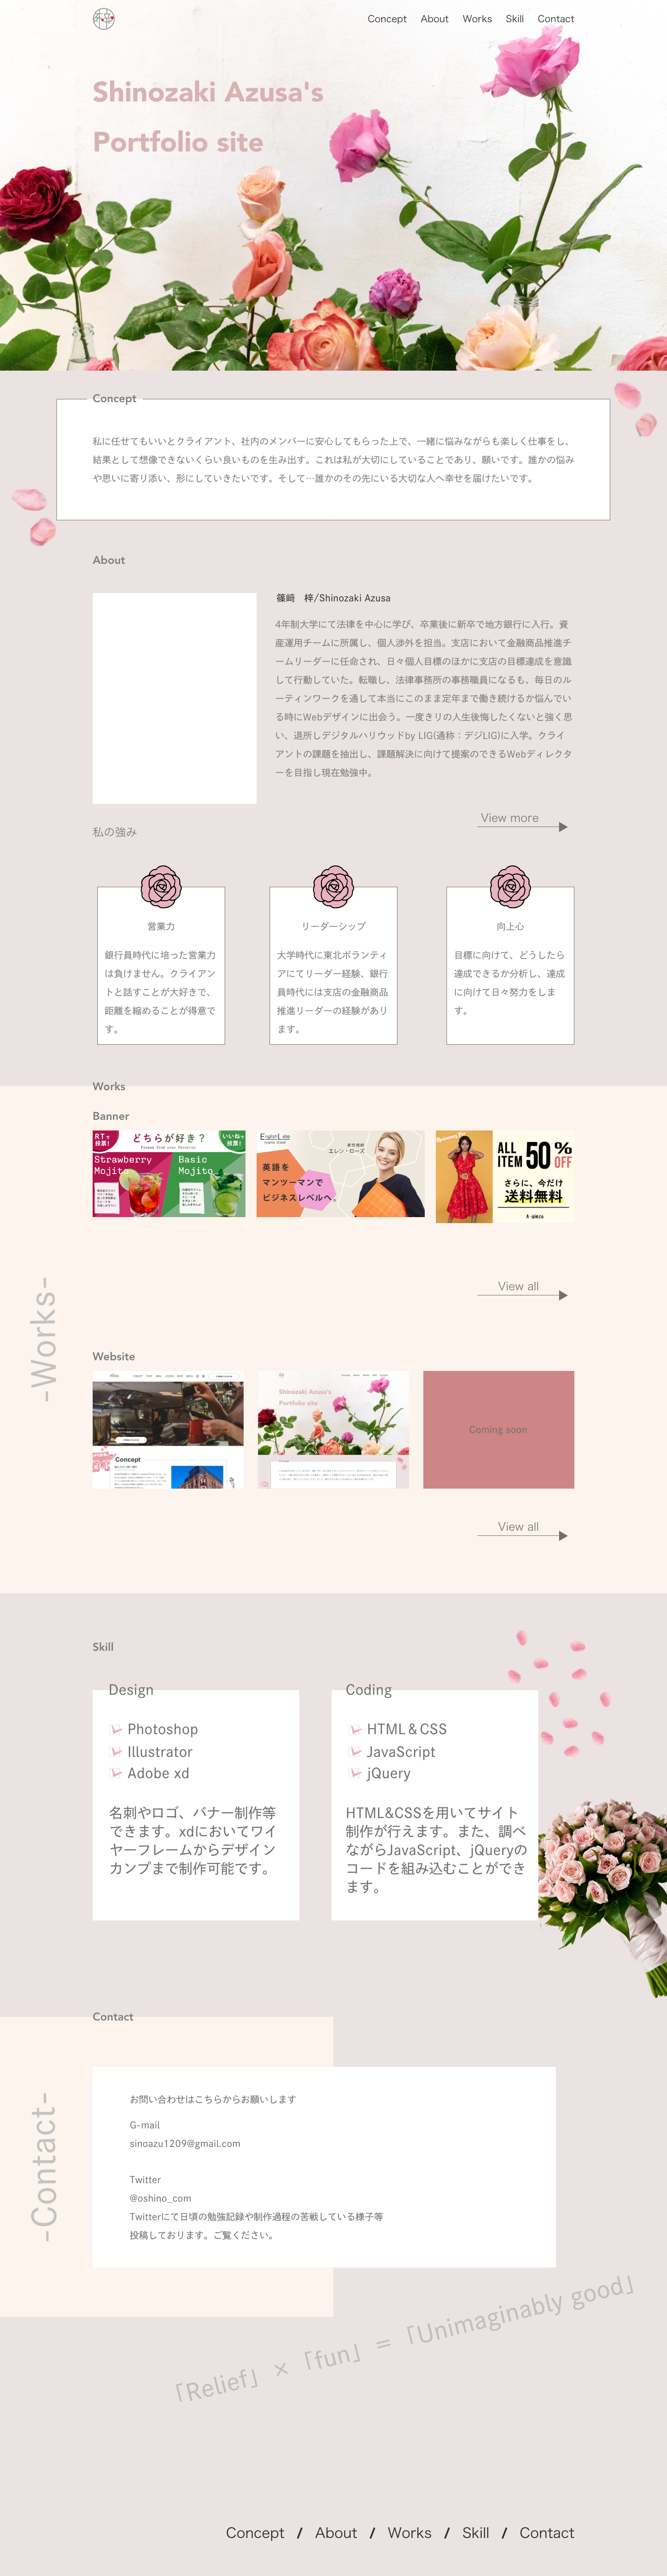 Concept About Works Skill Contact
Shinozaki Azusa's
Portfolio site
Concept
私に任せてもいいとクライアント、社内のメンバーに安心してもらった上で、一緒に悩みながらも楽しく仕事をし、
結果として想像できないくらい良いものを生み出す。これは私が大切にしていることであり、願いです。誰かの悩み
や思いに寄り添い、形にしていきたいです。そして…誰かのその先にいる大切な人へ幸せを届けたいです。
About
篠﨑　梓/Shinozaki Azusa
4年制大学にて法律を中心に学び、卒業後に新卒で地方銀行に入行。資
産運用チームに所属し、個人渉外を担当。支店において金融商品推進チ
ームリーダーに任命され、日々個人目標のほかに支店の目標達成を意識
して行動していた。転職し、法律事務所の事務職員になるも、毎日のル
ーティンワークを通して本当にこのまま定年まで働き続けるか悩んでい
る時にWebデザインに出会う。一度きりの人生後悔したくないと強く思
い、退所しデジタルハリウッドby LIG(通称：デジLIG)に入学。クライ
アントの課題を抽出し、課題解決に向けて提案のできるWebディレクタ
ーを目指し現在勉強中。
View more
私の強み
営業力
銀行員時代に培った営業力
は負けません。クライアン
トと話すことが大好きで、
距離を縮めることが得意で
す。
リーダーシップ
大学時代に東北ボランティ
アにてリーダー経験、銀行
員時代には支店の金融商品
推進リーダーの経験があり
ます。
向上心
目標に向けて、どうしたら
達成できるか分析し、達成
に向けて日々努力をしま
す。
Works
Banner
RTで
投票!
どちらが好き？
Please find your favorite.
いいねで
投票!
Strawberry
Mojito
Basic
Mojito
English Labo
英会話講師
エレン・ローズ
英語を
マンツーマンで
ビジネスレベルへ。
ALL
ITEM 50%
OFF
さらに、今だけ
送料無料
A-ginza
View all
-Works-
Website
Concept
Shinozaki Azusa's
Portfolio site
Coming soon
View all
Skill
Design
Photoshop
Illustrator
Adobe xd
名刺やロゴ、バナー制作等
できます。xdにおいてワイ
ヤーフレームからデザイン
カンプまで制作可能です。
Coding
HTML＆CSS
JavaScript
jQuery
HTML&CSSを用いてサイト
制作が行えます。また、調べ
ながらJavaScript、jQueryの
コードを組み込むことができ
ます。
Contact
-Contact-
お問い合わせはこちらからお願いします
G-mail
sinoazu1209@gmail.com
Twitter
@oshino_com
Twitterにて日頃の勉強記録や制作過程の苦戦している様子等
投稿しております。ご覧ください。
「Relief」×「fun」=「Unimaginably good」
Concept / About / Works / Skill / Contact